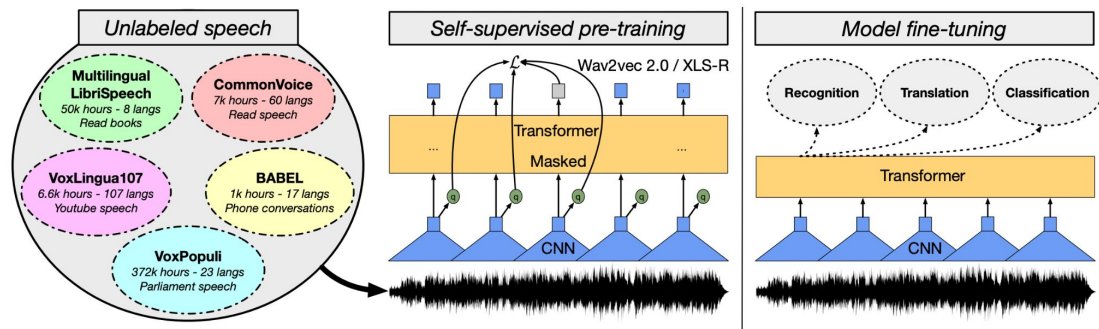 Unlabeled speech
Multilingual
LibriSpeech
50k hours - 8 langs
Read books
CommonVoice
7k hours - 60 langs
Read speech
VoxLingua107
6.6k hours - 107 langs
Youtube speech
BABEL
1k hours - 17 langs
Phone conversations
VoxPopuli
372k hours - 23 langs
Parliament speech
Self-supervised pre-training
ℒ
Wav2vec 2.0 / XLS-R
Transformer
... ...
Masked
q q q q q
CNN
Model fine-tuning
Recognition
Translation
Classification
Transformer
CNN